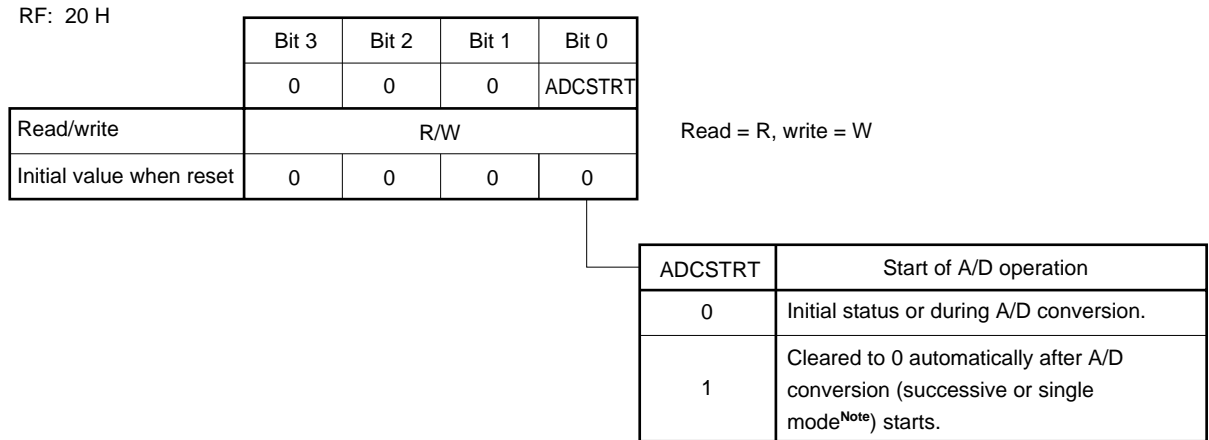 RF: 20 H
Bit 3 Bit 2 Bit 1 Bit 0
0 0 0 ADCSTRT
Read/write R/W Read = R, write = W
Initial value when reset 0 0 0 0
ADCSTRT Start of A/D operation
0 Initial status or during A/D conversion.
1 Cleared to 0 automatically after A/D
conversion (successive or single
modeNote) starts.